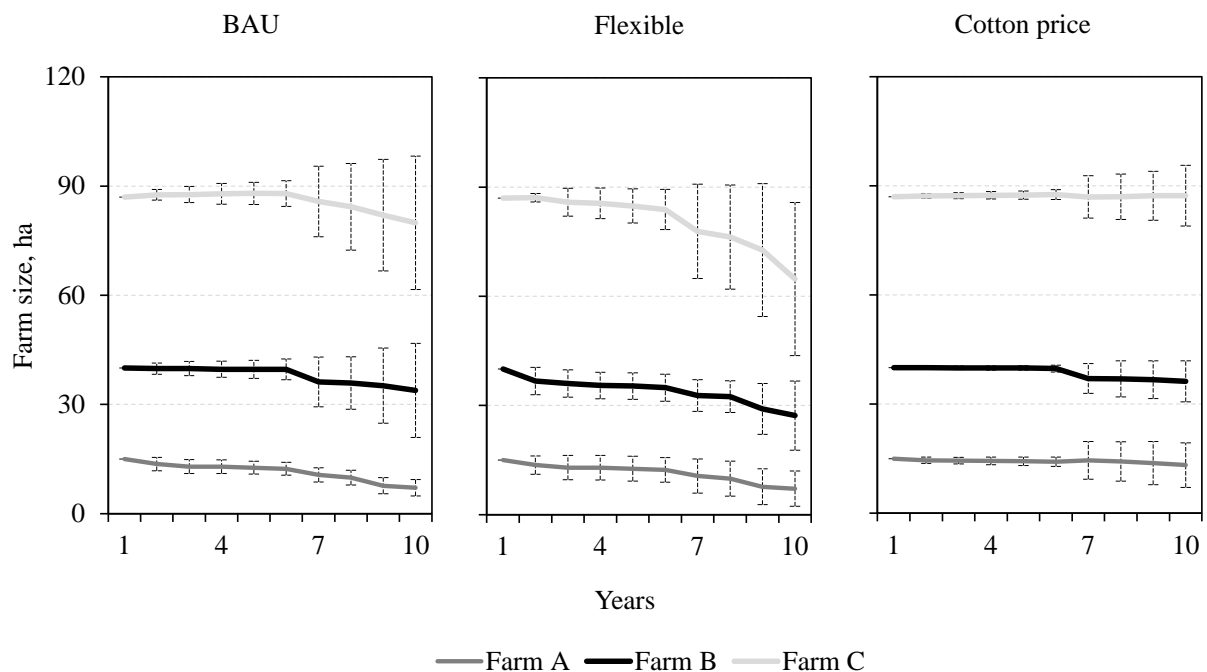 BAU Flexible Cotton price
120
90
60
30
0
Farm size, ha
1 4 7 10 1 4 7 10 1 4 7 10
Years
Farm A Farm B Farm C